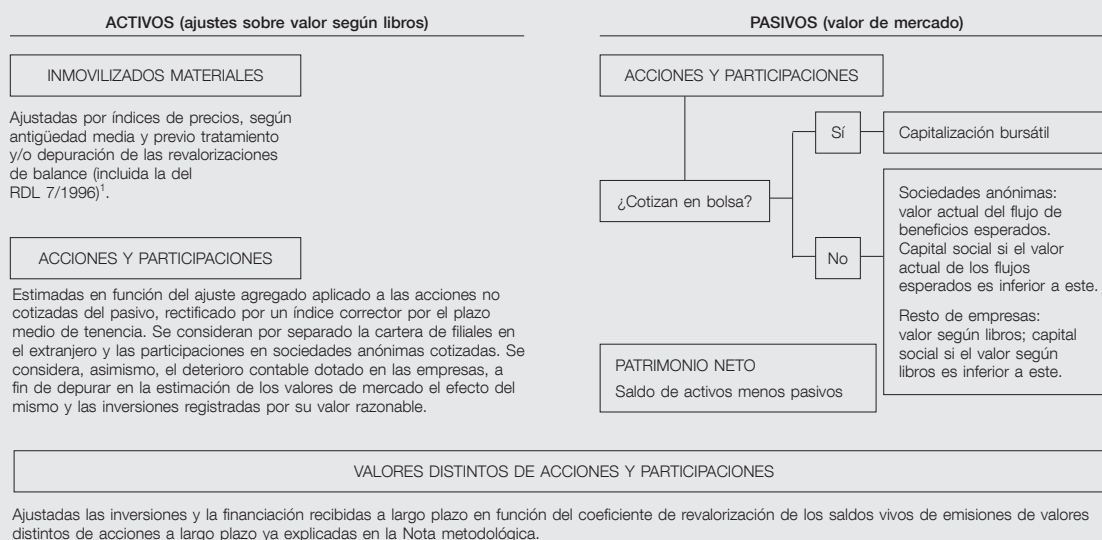 ACTIVOS (ajustes sobre valor según libros)
INMOVILIZADOS MATERIALES
Ajustadas por índices de precios, según
antigüedad media y previo tratamiento
y/o depuración de las revalorizaciones
de balance (incluida la del
RDL 7/1996)1.
ACCIONES Y PARTICIPACIONES
Estimadas en función del ajuste agregado aplicado a las acciones no
cotizadas del pasivo, rectificado por un índice corrector por el plazo
medio de tenencia. Se consideran por separado la cartera de filiales en
el extranjero y las participaciones en sociedades anónimas cotizadas. Se
considera, asimismo, el deterioro contable dotado en las empresas, a
fin de depurar en la estimación de los valores de mercado el efecto del
mismo y las inversiones registradas por su valor razonable.
PASIVOS (valor de mercado)
ACCIONES Y PARTICIPACIONES
¿Cotizan en bolsa?
Sí
Capitalización bursátil
No
Sociedades anónimas:
valor actual del flujo de
beneficios esperados.
Capital social si el valor
actual de los flujos
esperados es inferior a este.
Resto de empresas:
valor según libros; capital
social si el valor según
libros es inferior a este.
PATRIMONIO NETO
Saldo de activos menos pasivos
VALORES DISTINTOS DE ACCIONES Y PARTICIPACIONES
Ajustadas las inversiones y la financiación recibidas a largo plazo en función del coeficiente de revalorización de los saldos vivos de emisiones de valores
distintos de acciones a largo plazo ya explicadas en la Nota metodológica.